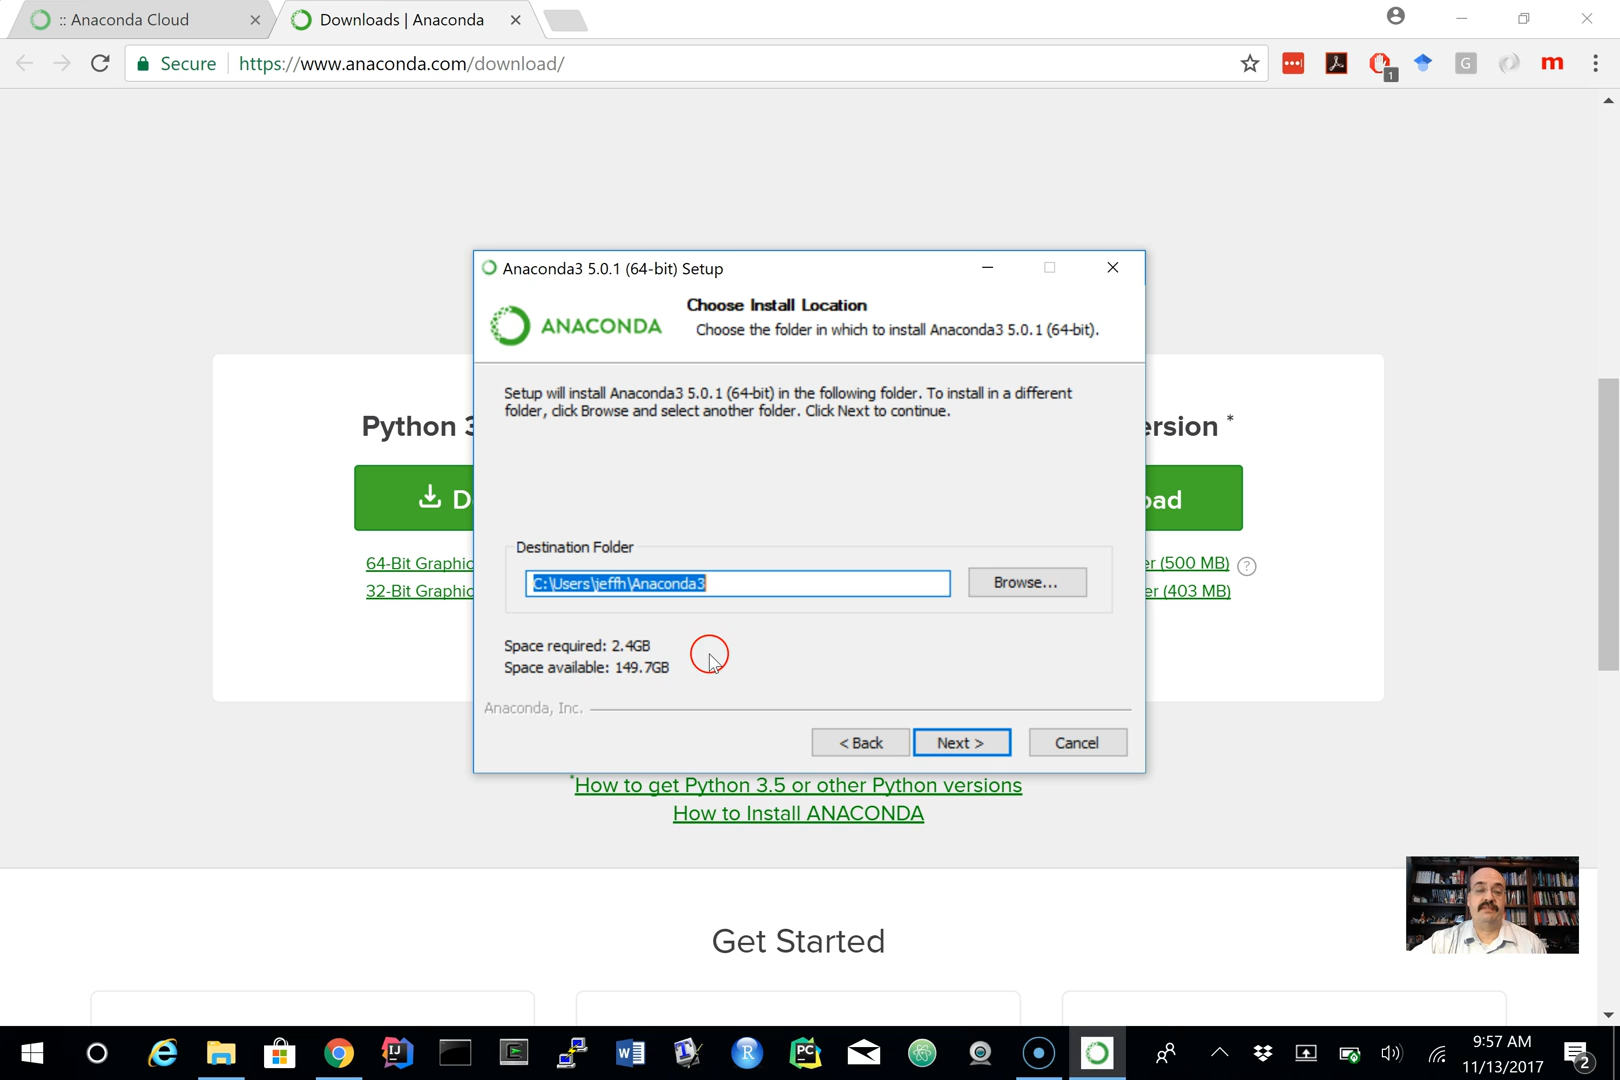 :: Anaconda Cloud
Downloads | Anaconda
Secure
https://www.anaconda.com/download/
1
G
m
Anaconda3 5.0.1 (64-bit) Setup
ANACONDA
Choose Install Location
Choose the folder in which to install Anaconda3 5.0.1 (64-bit).
Setup will install Anaconda3 5.0.1 (64-bit) in the following folder. To install in a different
folder, click Browse and select another folder. Click Next to continue.
Python 3
ersion *
D
oad
64-Bit Graphic
er (500 MB) ?
32-Bit Graphic
er (403 MB)
Destination Folder
C:\Users\jeffh\Anaconda3
Browse...
Space required: 2.4GB
Space available: 149.7GB
Anaconda, Inc.
< Back
Next >
Cancel
*How to get Python 3.5 or other Python versions
How to Install ANACONDA
Get Started
IJ
W
R
PC
9:57 AM
11/13/2017
2